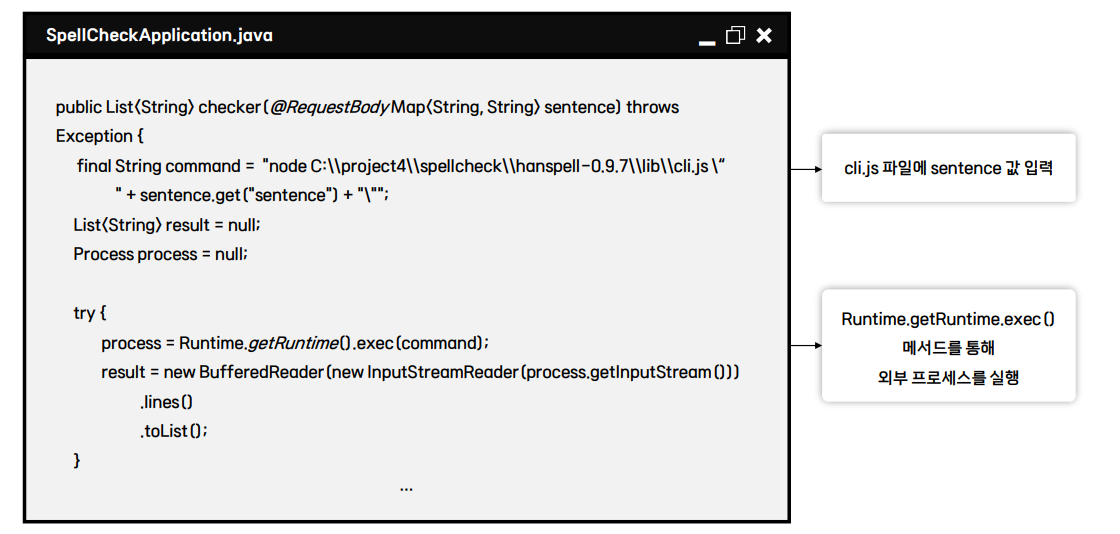 SpellCheckApplication.java
public List<String> checker(@RequestBody Map<String, String> sentence) throws
Exception {
final String command = "node C:\\project4\\spellcheck\\hanspell-0.9.7\\lib\\cli.js \“
" + sentence.get("sentence") + "\"";
List<String> result = null;
Process process = null;
try {
process = Runtime.getRuntime().exec(command);
result = new BufferedReader(new InputStreamReader(process.getInputStream()))
.lines()
.toList();
}
...
cli.js 파일에 sentence 값 입력
Runtime.getRuntime.exec()
메서드를 통해
외부 프로세스를 실행